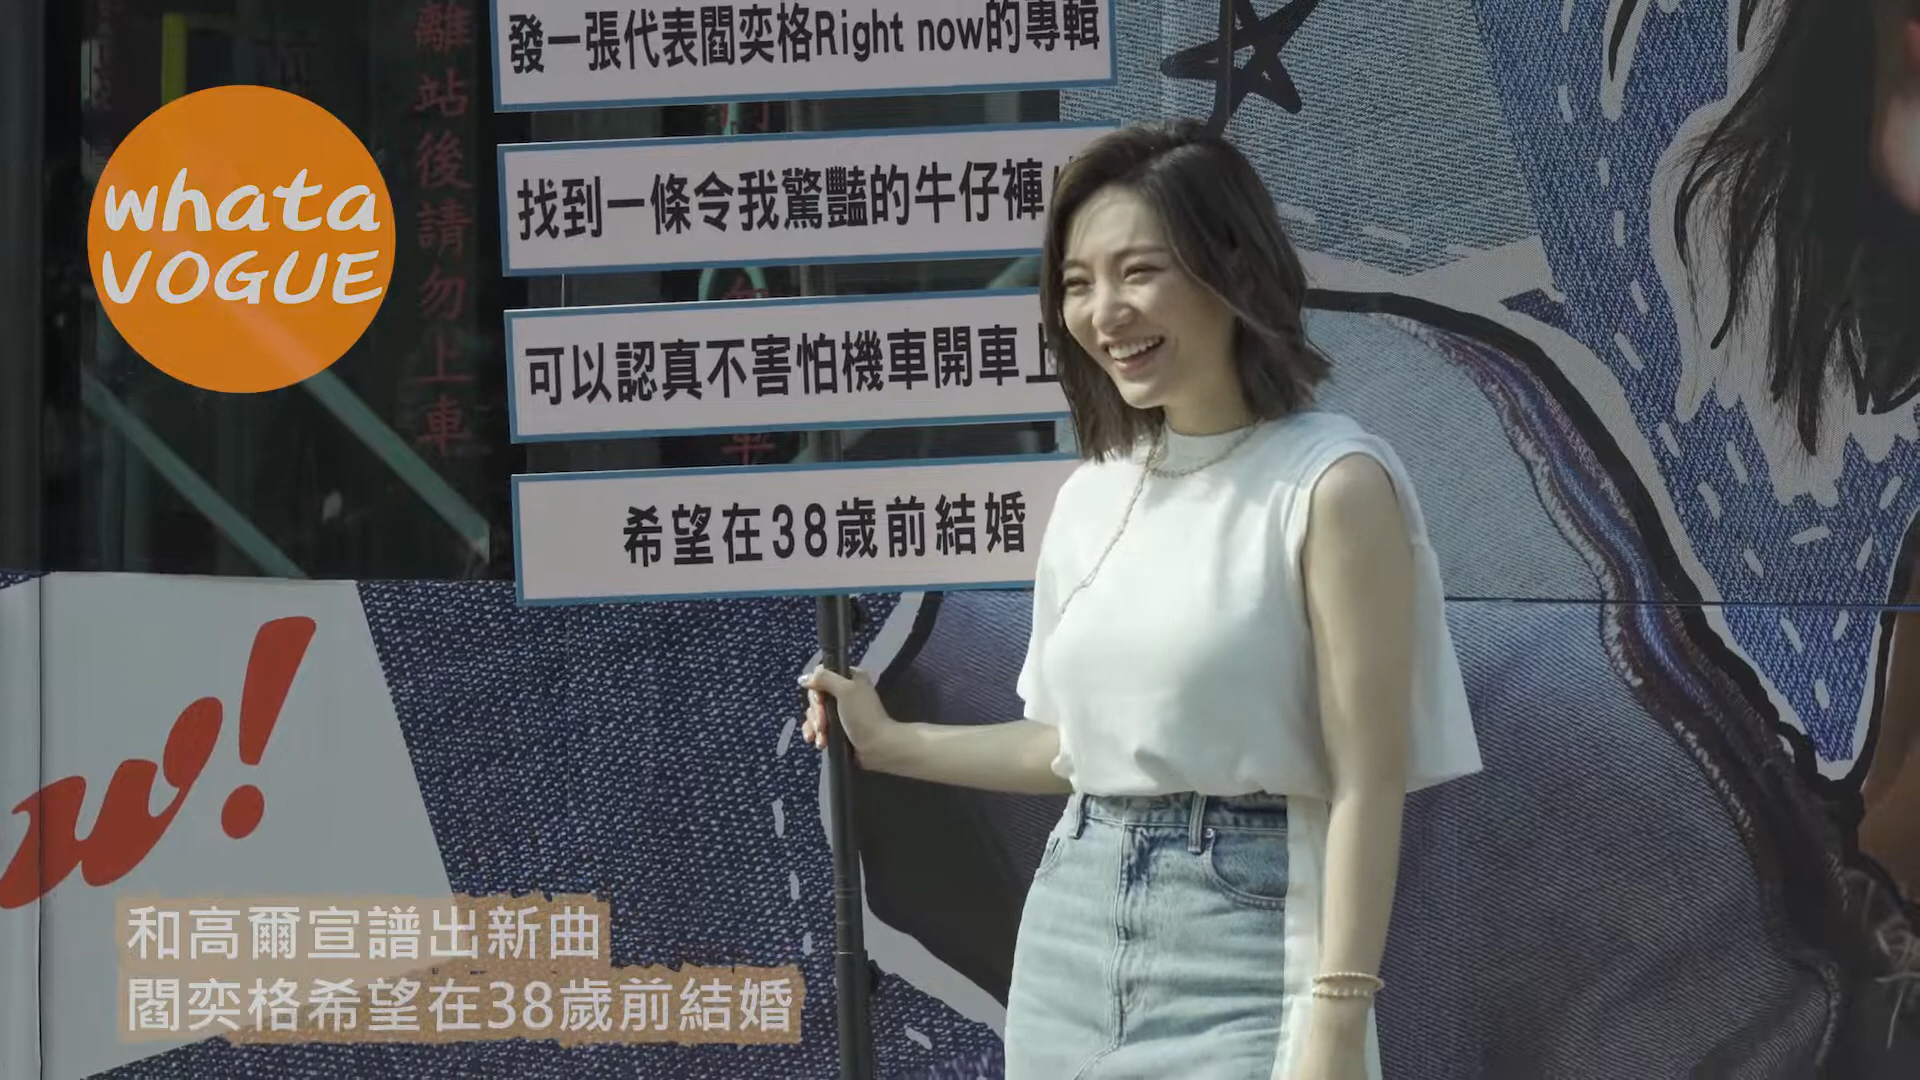 發一張代表閻奕格Right now的專輯
離站後請勿上車
whata
VOGUE
找到一條令我驚豔的牛仔褲
可以認真不害怕機車開車上
希望在38歲前結婚
w!
和高爾宣譜出新曲
閻奕格希望在38歲前結婚